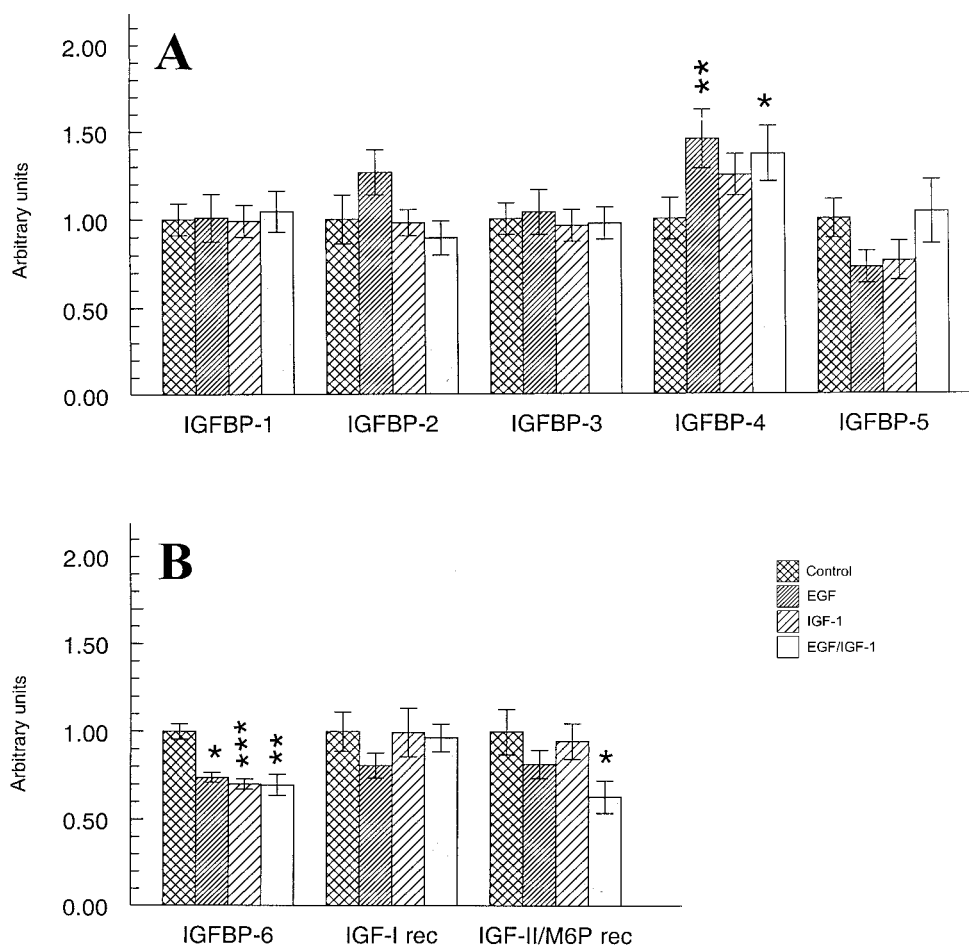 A
2.00
1.50
1.00
0.50
0.00
Arbitrary units
**
*
IGFBP-1 IGFBP-2 IGFBP-3 IGFBP-4 IGFBP-5
B
2.00
1.50
1.00
0.50
0.00
Arbitrary units
* *** ** *
IGFBP-6 IGF-I rec IGF-II/M6P rec
Control
EGF
IGF-1
EGF/IGF-1